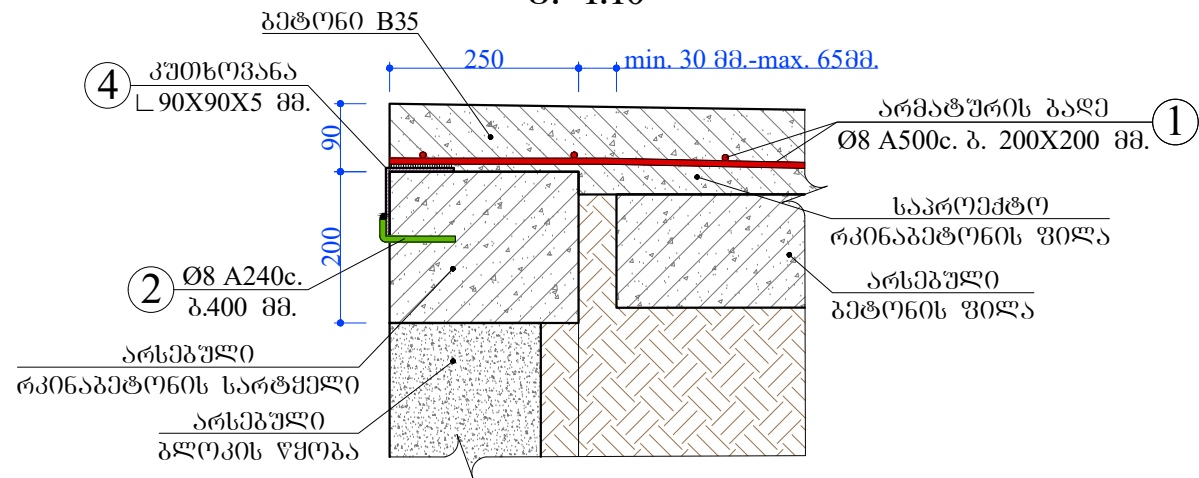 ბეტონი B35
250
min. 30 მმ.-max. 65მმ.
4
კუთხოვანა
∟90X90X5 მმ.
არმატურის ბადე
Ø8 A500c. ბ. 200X200 მმ.
1
90
საპროექტო
რკინაბეტონის ფილა
200
2
Ø8 A240c.
ბ.400 მმ.
არსებული
ბეტონის ფილა
არსებული
რკინაბეტონის სარტყელი
არსებული
ბლოკის წყობა